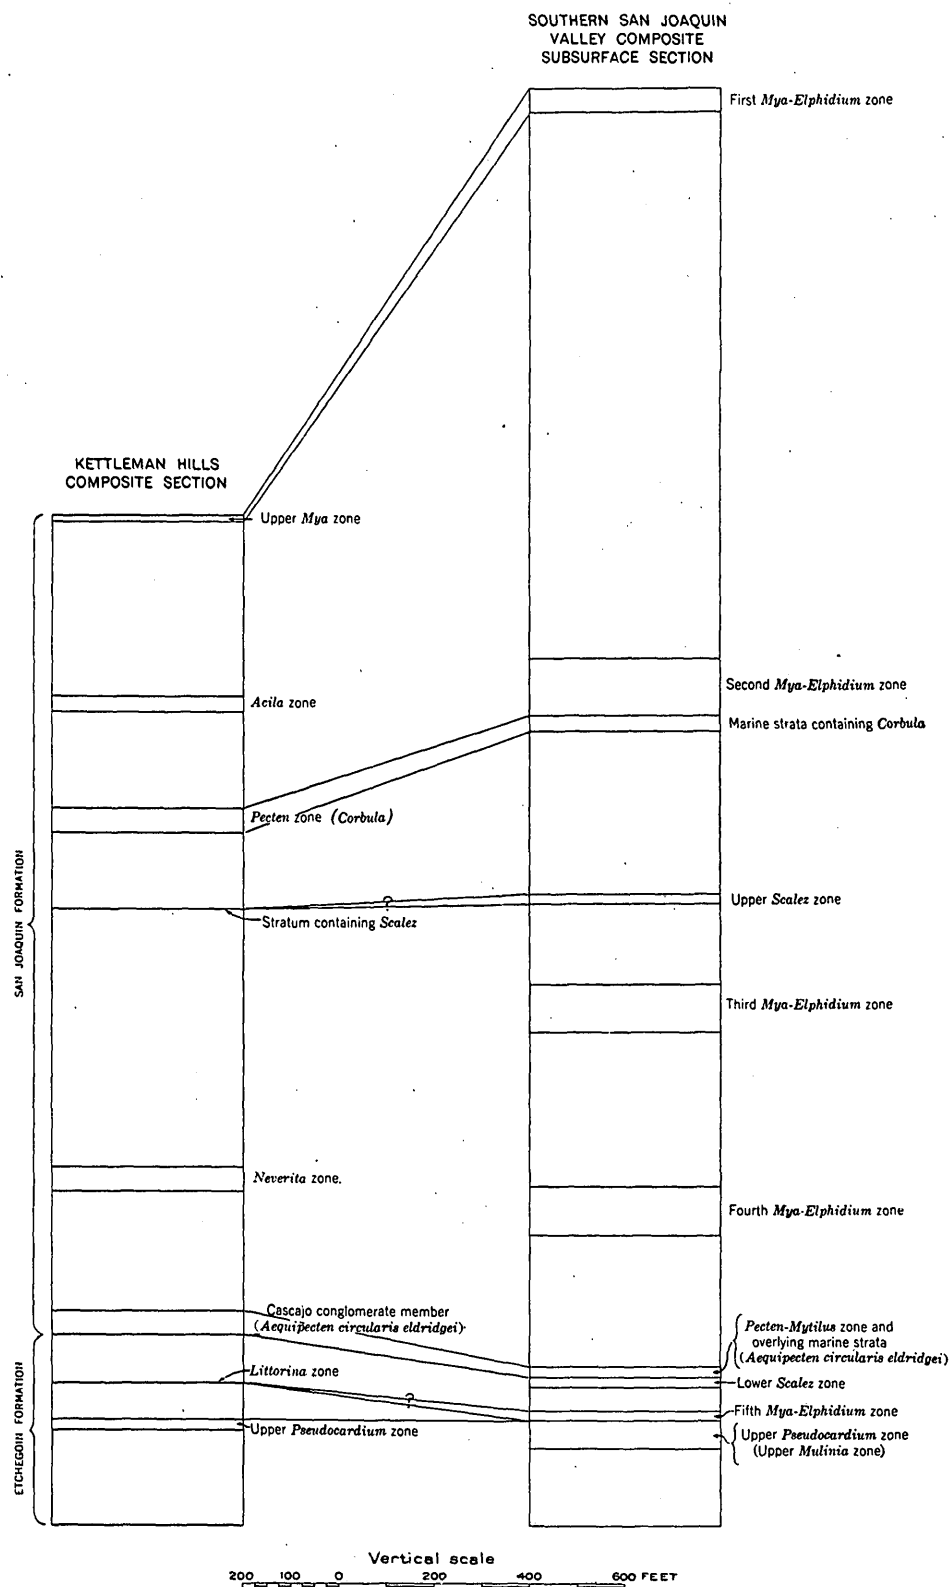 SOUTHERN SAN JOAQUIN
VALLEY COMPOSITE
SUBSURFACE SECTION
First Mya-Elphidium zone
KETTLEMAN HILLS
COMPOSITE SECTION
Upper Mya zone
Second Mya-Elphidium zone
Acila zone
Marine strata containing Corbula
Pecten zone (Corbula)
?
Upper Scalez zone
Stratum containing Scalez
SAN JOAQUIN FORMATION
Third Mya-Elphidium zone
Neverita zone.
Fourth Mya-Elphidium zone
Cascajo conglomerate member
(Aequipecten circularis eldridgei)
Pecten-Mytilus zone and
overlying marine strata
(Aequipecten circularis eldridgei)
Littorina zone
Lower Scalez zone
?
Fifth Mya-Elphidium zone
ETCHEGOIN FORMATION
Upper Pseudocardium zone
Upper Pseudocardium zone
(Upper Mulinia zone)
Vertical scale
200 100 0 200 400 600 FEET